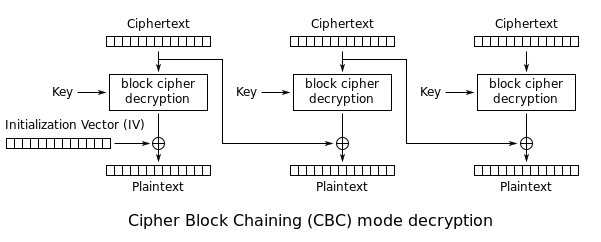 Ciphertext
Ciphertext
Ciphertext
Key
block cipher
decryption
Key
block cipher
decryption
Key
block cipher
decryption
Initialization Vector (IV)
Plaintext
Plaintext
Plaintext
Cipher Block Chaining (CBC) mode decryption